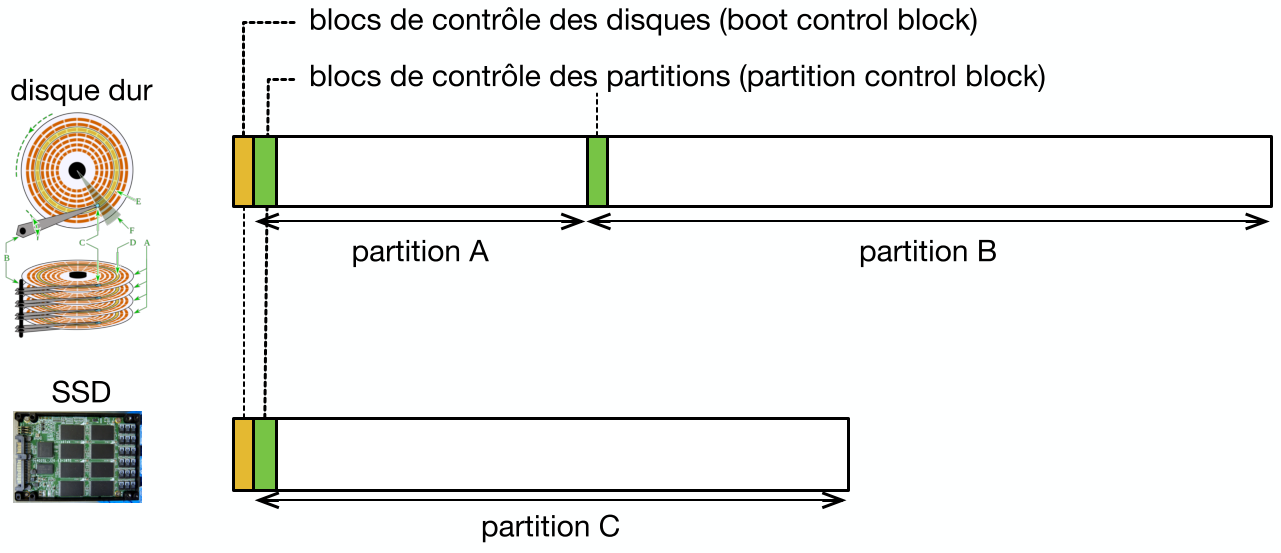 blocs de contrôle des disques (boot control block)
blocs de contrôle des partitions (partition control block)
disque dur
E
F
C
D
A
B
partition A
partition B
SSD
partition C